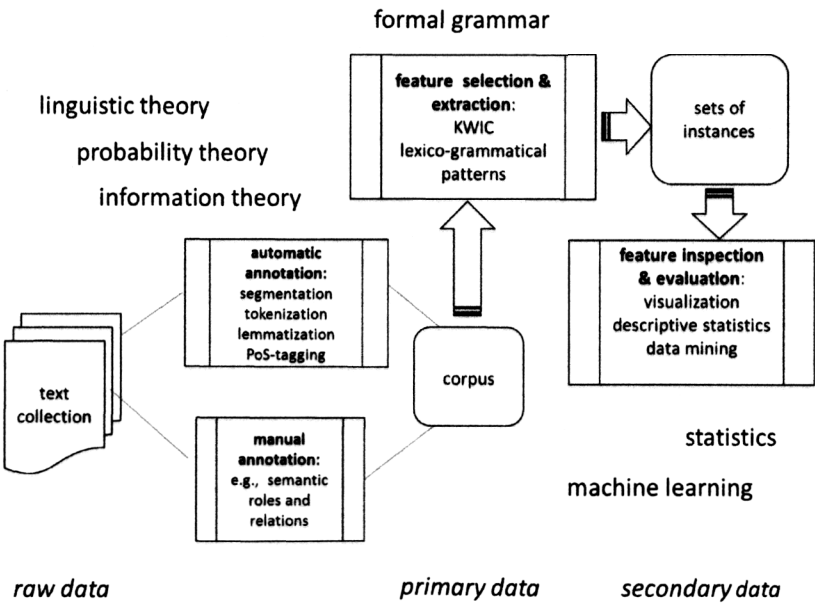 formal grammar
feature selection &
extraction:
KWIC
lexico-grammatical
patterns
sets of
instances
linguistic theory
probability theory
information theory
automatic
annotation:
segmentation
tokenization
lemmatization
PoS-tagging
feature inspection
& evaluation:
visualization
descriptive statistics
data mining
text
collection
corpus
manual
annotation:
e.g., semantic
roles and
relations
statistics
machine learning
raw data
primary data
secondary data